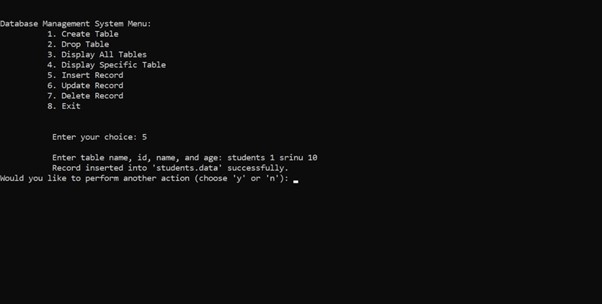 Database Management System Menu:
1. Create Table
2. Drop Table
3. Display All Tables
4. Display Specific Table
5. Insert Record
6. Update Record
7. Delete Record
8. Exit
Enter your choice: 5
Enter table name, id, name, and age: students 1 srinu 10
Record inserted into 'students.data' successfully.
Would you like to perform another action (choose 'y' or 'n'):